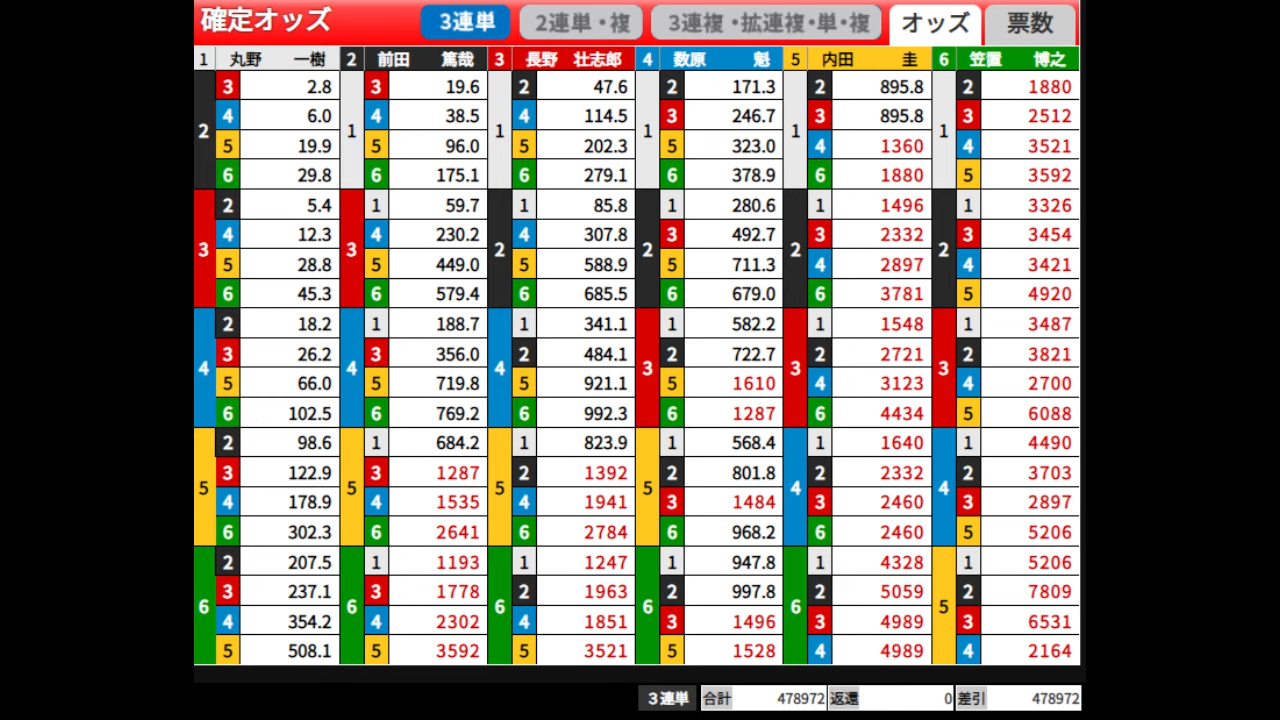 確定オッズ 3連単 2連単・複 3連複・拡連複・単・複 オッズ 票数
1 丸野 一樹 2 前田 篤哉 3 長野 壮志郎 4 数原 魁 5 内田 圭 6 笠置 博之
3 2.8 3 19.6 2 47.6 2 171.3 2 895.8 2 1880
4 6.0 4 38.5 4 114.5 3 246.7 3 895.8 3 2512
2 1 1 1 1 1
5 19.9 5 96.0 5 202.3 5 323.0 4 1360 4 3521
6 29.8 6 175.1 6 279.1 6 378.9 6 1880 5 3592
2 5.4 1 59.7 1 85.8 1 280.6 1 1496 1 3326
4 12.3 4 230.2 4 307.8 3 492.7 3 2332 3 3454
3 3 2 2 2 2
5 28.8 5 449.0 5 588.9 5 711.3 4 2897 4 3421
6 45.3 6 579.4 6 685.5 6 679.0 6 3781 5 4920
2 18.2 1 188.7 1 341.1 1 582.2 1 1548 1 3487
3 26.2 3 356.0 2 484.1 2 722.7 2 2721 2 3821
4 4 4 3 3 3
5 66.0 5 719.8 5 921.1 5 1610 4 3123 4 2700
6 102.5 6 769.2 6 992.3 6 1287 6 4434 5 6088
2 98.6 1 684.2 1 823.9 1 568.4 1 1640 1 4490
3 122.9 3 1287 2 1392 2 801.8 2 2332 2 3703
5 5 5 5 4 4
4 178.9 4 1535 4 1941 3 1484 3 2460 3 2897
6 302.3 6 2641 6 2784 6 968.2 6 2460 5 5206
2 207.5 1 1193 1 1247 1 947.8 1 4328 1 5206
3 237.1 3 1778 2 1963 2 997.8 2 5059 2 7809
6 6 6 6 6 5
4 354.2 4 2302 4 1851 3 1496 3 4989 3 6531
5 508.1 5 3592 5 3521 5 1528 4 4989 4 2164
3連単 合計 478972 返還 0 差引 478972